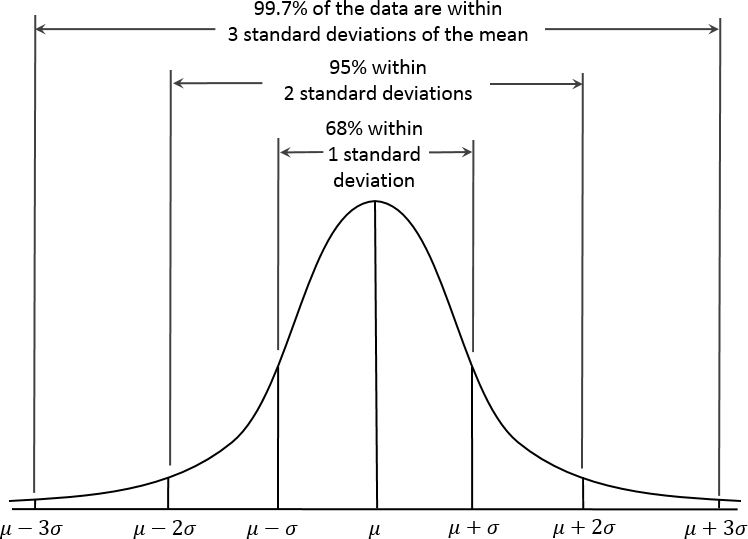 99.7% of the data are within
3 standard deviations of the mean
95% within
2 standard deviations
68% within
1 standard
deviation
μ − 3σ
μ − 2σ
μ − σ
μ
μ + σ
μ + 2σ
μ + 3σ